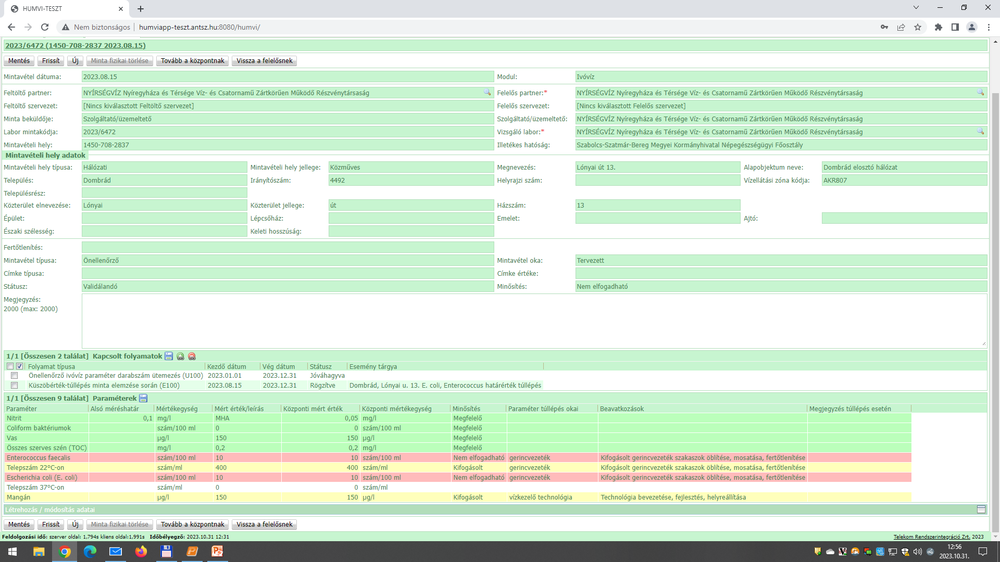 HUMVI-TESZT
Nem biztonságos humviapp-teszt.antsz.hu:8080/humvi/
2023/6472 (1450-708-2837 2023.08.15)
Mentés Frissít Új Minta fizikai törlése Tovább a központnak Vissza a felelősnek
Mintavétel dátuma: 2023.08.15 Modul: Ivóvíz
Feltöltő partner: NYÍRSÉGVÍZ Nyíregyháza és Térsége Víz- és Csatornamű Zártkörűen Működő Részvénytársaság Felelős partner:* NYÍRSÉGVÍZ Nyíregyháza és Térsége Víz- és Csatornamű Zártkörűen Működő Részvénytársaság
Feltöltő szervezet: [Nincs kiválasztott Feltöltő szervezet] Felelős szervezet: [Nincs kiválasztott Felelős szervezet]
Minta beküldője: Szolgáltató/üzemeltető Szolgáltató/üzemeltető: NYÍRSÉGVÍZ Nyíregyháza és Térsége Víz- és Csatornamű Zártkörűen Működő Részvénytársaság
Labor mintakódja: 2023/6472 Vizsgáló labor:* NYÍRSÉGVÍZ Nyíregyháza és Térsége Víz- és Csatornamű Zártkörűen Működő Részvénytársaság
Mintavételi hely: 1450-708-2837 Illetékes hatóság: Szabolcs-Szatmár-Bereg Megyei Kormányhivatal Népegészségügyi Főosztály
Mintavételi hely adatok
Mintavételi hely típusa: Hálózati Mintavételi hely jellege: Közműves Megnevezés: Lónyai út 13. Alapobjektum neve: Dombrád elosztó hálózat
Település: Dombrád Irányítószám: 4492 Helyrajzi szám: Vízellátási zóna kódja: AKR807
Településrész:
Közterület elnevezése: Lónyai Közterület jellege: út Házszám: 13
Épület: Lépcsőház: Emelet: Ajtó:
Északi szélesség: Keleti hosszúság:
Fertőtlenítés:
Mintavétel típusa: Önellenőrző Mintavétel oka: Tervezett
Címke típusa: Címke értéke:
Státusz: Validálandó Minősítés: Nem elfogadható
Megjegyzés:
2000 (max: 2000)
1/1 [Összesen 2 találat] Kapcsolt folyamatok
Folyamat típusa Kezdő dátum Vég dátum Státusz Esemény tárgya
Önellenőrző ivóvíz paraméter darabszám ütemezés (U100) 2023.01.01 2023.12.31 Jóváhagyva
Küszöbérték-túllépés minta elemzése során (E100) 2023.08.15 2023.12.31 Rögzítve Dombrád, Lónyai u. 13. E. coli, Enterococcus határérték túllépés
1/1 [Összesen 9 találat] Paraméterek
Paraméter Alsó méréshatár Mértékegység Mért érték/leírás Központi mért érték Központi mértékegység Minősítés Paraméter túllépés okai Beavatkozások Megjegyzés túllépés esetén
Nitrit 0,1 mg/l MHA 0,05 mg/l Megfelelő
Coliform baktériumok szám/100 ml 0 0 szám/100 ml Megfelelő
Vas µg/l 150 150 µg/l Megfelelő
Összes szerves szén (TOC) mg/l 0,2 0,2 mg/l Megfelelő
Enterococcus faecalis szám/100 ml 10 10 szám/100 ml Nem elfogadható gerincvezeték Kifogásolt gerincvezeték szakaszok öblítése, mosatása, fertőtlenítése
Telepszám 22°C-on szám/ml 400 400 szám/ml Kifogásolt gerincvezeték Kifogásolt gerincvezeték szakaszok öblítése, mosatása, fertőtlenítése
Escherichia coli (E. coli) szám/100 ml 10 10 szám/100 ml Nem elfogadható gerincvezeték Kifogásolt gerincvezeték szakaszok öblítése, mosatása, fertőtlenítése
Telepszám 37°C-on szám/ml 0 0 szám/ml
Mangán µg/l 150 150 µg/l Kifogásolt vízkezelő technológia Technológia bevezetése, fejlesztés, helyreállítása
Létrehozás / módosítás adatai
Mentés Frissít Új Minta fizikai törlése Tovább a központnak Vissza a felelősnek
Feldolgozási idő: szerver oldal: 1,794s kliens oldal:1,991s Időbélyegző: 2023.10.31 12:31 Telekom Rendszerintegráció Zrt. 2023
12:56
2023.10.31.